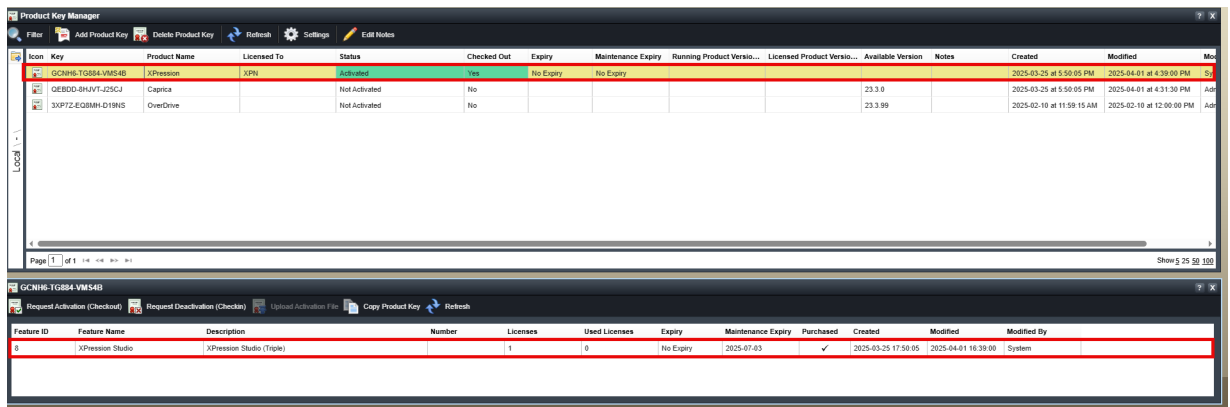 Product Key Manager ? X
Filter Add Product Key Delete Product Key Refresh Settings Edit Notes
Icon Key Product Name Licensed To Status Checked Out Expiry Maintenance Expiry Running Product Versio... Licensed Product Versio... Available Version Notes Created Modified Mod
GCNH6-TG884-VMS4B XPression XPN Activated Yes No Expiry No Expiry 2025-03-25 at 5:50:05 PM 2025-04-01 at 4:39:00 PM Sy
QEBDD-8HJVT-J25CJ Caprica Not Activated No 23.3.0 2025-03-25 at 5:50:05 PM 2025-04-01 at 4:31:30 PM Adr
3XP7Z-EQ8MH-D19NS OverDrive Not Activated No 23.3.99 2025-02-10 at 11:59:15 AM 2025-02-10 at 12:00:00 PM Adr
Local
Page 1 of 1 Show 5 25 50 100
GCNH6-TG884-VMS4B ? X
Request Activation (Checkout) Request Deactivation (Checkin) Upload Activation File Copy Product Key Refresh
Feature ID Feature Name Description Number Licenses Used Licenses Expiry Maintenance Expiry Purchased Created Modified Modified By
8 XPression Studio XPression Studio (Triple) 1 0 No Expiry 2025-07-03 ✓ 2025-03-25 17:50:05 2025-04-01 16:39:00 System